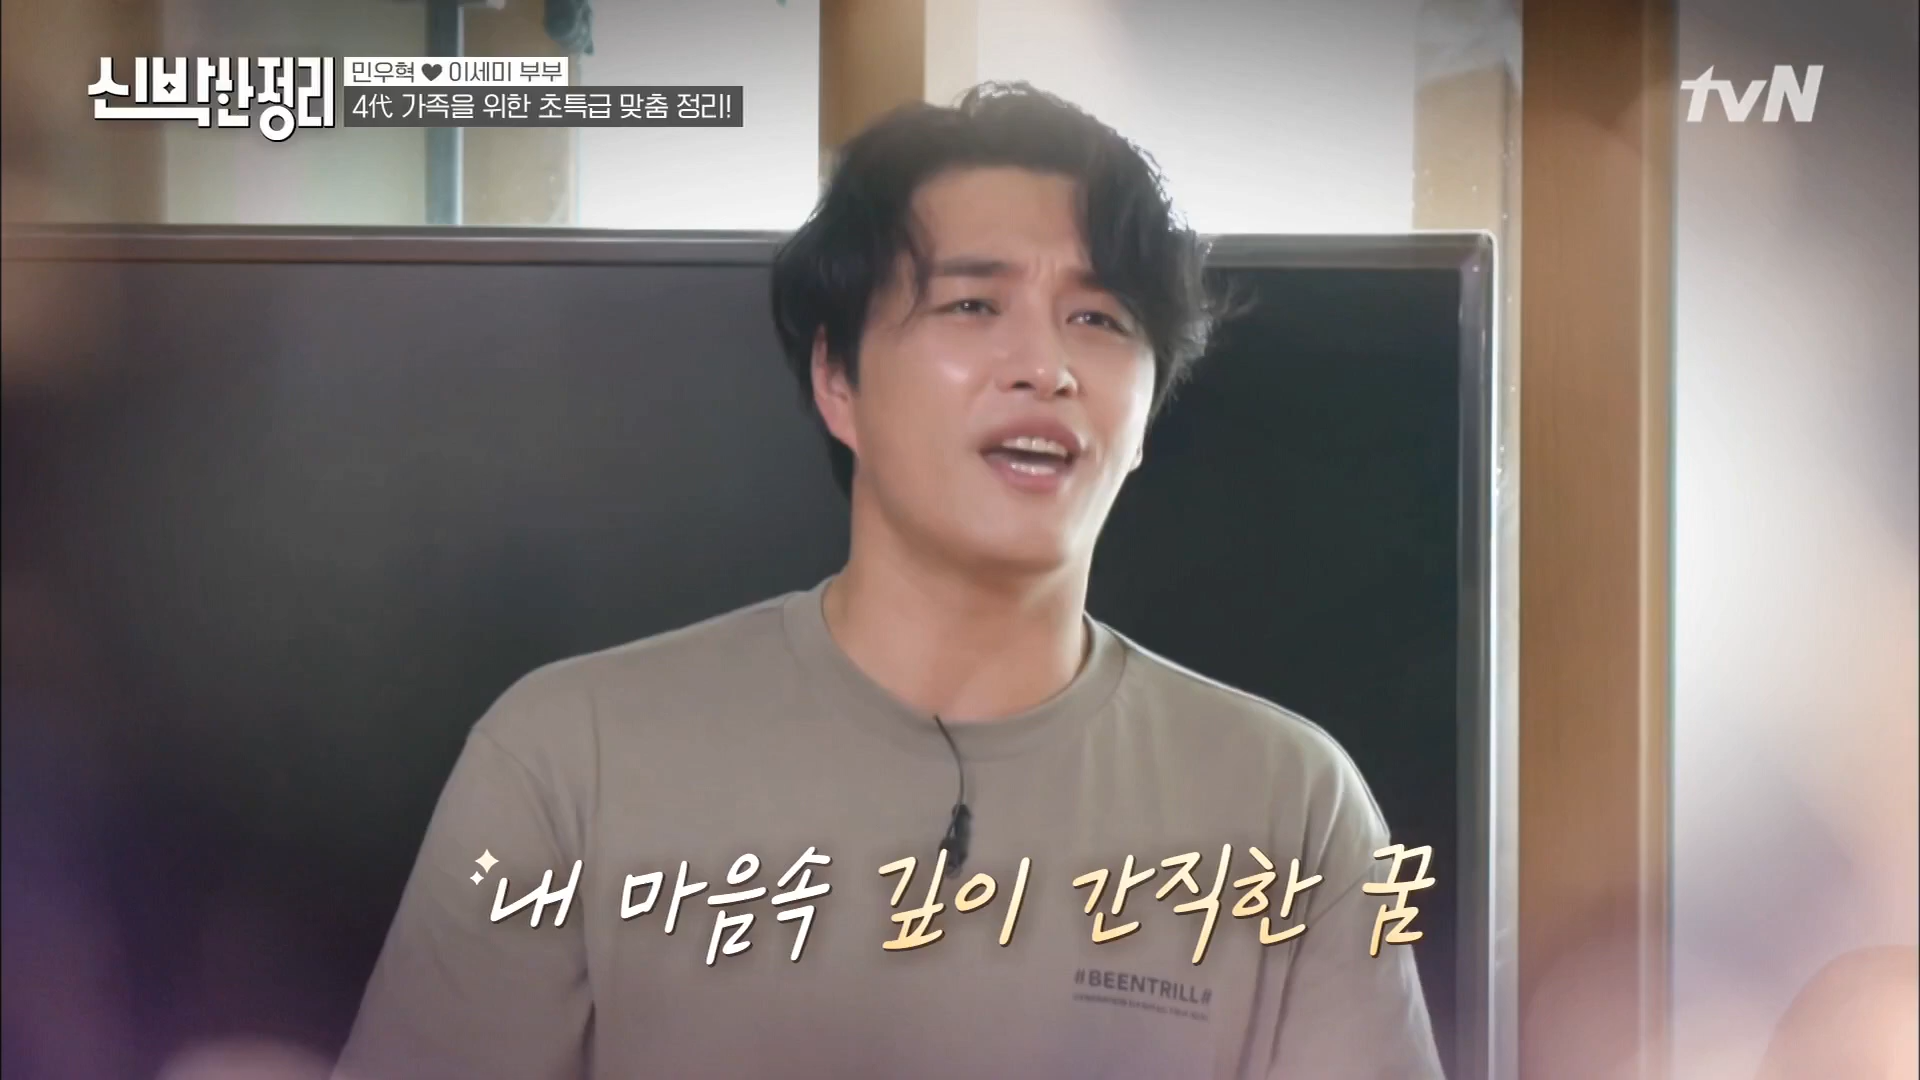 신박한 정리
민우혁 ♥ 이세미 부부
4代 가족을 위한 초특급 맞춤 정리!
tvN
내 마음속 깊이 간직한 꿈
#BEENTRILL#